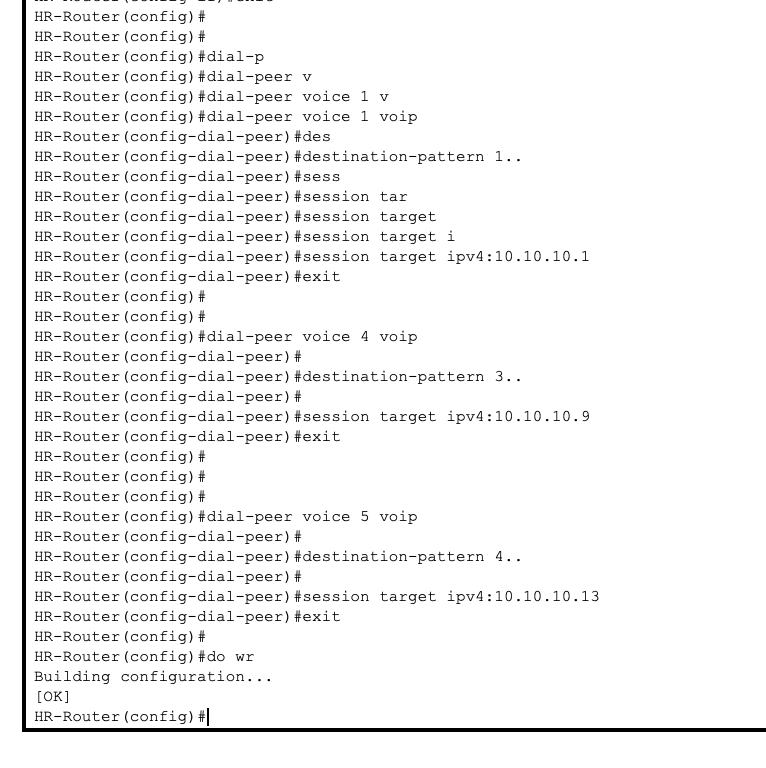 HR-Router(config)#
HR-Router(config)#
HR-Router(config)#dial-p
HR-Router(config)#dial-peer v
HR-Router(config)#dial-peer voice 1 v
HR-Router(config)#dial-peer voice 1 voip
HR-Router(config-dial-peer)#des
HR-Router(config-dial-peer)#destination-pattern 1..
HR-Router(config-dial-peer)#sess
HR-Router(config-dial-peer)#session tar
HR-Router(config-dial-peer)#session target
HR-Router(config-dial-peer)#session target i
HR-Router(config-dial-peer)#session target ipv4:10.10.10.1
HR-Router(config-dial-peer)#exit
HR-Router(config)#
HR-Router(config)#
HR-Router(config)#dial-peer voice 4 voip
HR-Router(config-dial-peer)#
HR-Router(config-dial-peer)#destination-pattern 3..
HR-Router(config-dial-peer)#
HR-Router(config-dial-peer)#session target ipv4:10.10.10.9
HR-Router(config-dial-peer)#exit
HR-Router(config)#
HR-Router(config)#
HR-Router(config)#
HR-Router(config)#dial-peer voice 5 voip
HR-Router(config-dial-peer)#
HR-Router(config-dial-peer)#destination-pattern 4..
HR-Router(config-dial-peer)#
HR-Router(config-dial-peer)#session target ipv4:10.10.10.13
HR-Router(config-dial-peer)#exit
HR-Router(config)#
HR-Router(config)#do wr
Building configuration...
[OK]
HR-Router(config)#